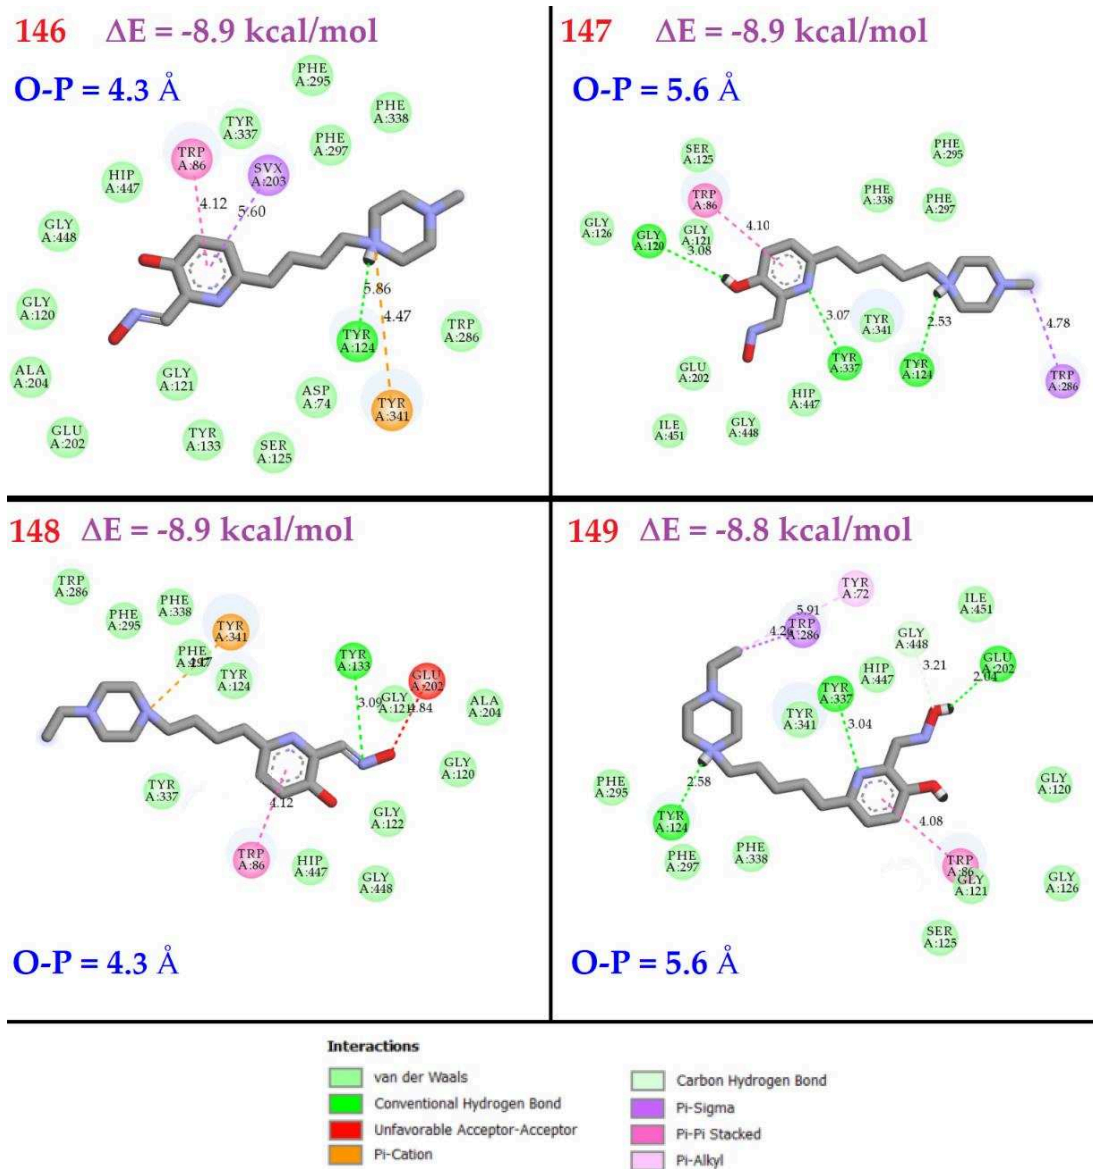 146 ΔE = -8.9 kcal/mol
O-P = 4.3 Å
PHE
A:295
PHE
A:338
TYR
A:337
PHE
A:297
TRP
A:86
SVX
A:203
HIP
A:447
4.12
5.60
GLY
A:448
GLY
A:120
5.86
4.47
TYR
A:124
TRP
A:286
ALA
A:204
GLY
A:121
ASP
A:74
TYR
A:341
GLU
A:202
TYR
A:133
SER
A:125
147 ΔE = -8.9 kcal/mol
O-P = 5.6 Å
SER
A:125
PHE
A:295
TRP
A:86
PHE
A:338
PHE
A:297
GLY
A:126
GLY
A:120
GLY
A:121
3.08
4.10
3.07
TYR
A:341
2.53
4.78
TYR
A:337
TYR
A:124
TRP
A:286
GLU
A:202
HIP
A:447
ILE
A:451
GLY
A:448
148 ΔE = -8.9 kcal/mol
TRP
A:286
PHE
A:295
PHE
A:338
TYR
A:341
PHE
TYR
A:124
TYR
A:133
GLU
A:202
3.09
GLY
A:121
4.84
ALA
A:204
TYR
A:337
4.12
GLY
A:120
GLY
A:122
TRP
A:86
HIP
A:447
GLY
A:448
O-P = 4.3 Å
149 ΔE = -8.8 kcal/mol
TYR
A:72
5.91
TRP
A:286
ILE
A:451
GLY
A:448
GLU
A:202
3.21
2.04
HIP
A:447
TYR
A:337
TYR
A:341
3.04
2.58
PHE
A:295
TYR
A:124
GLY
A:120
4.08
PHE
A:297
PHE
A:338
TRP
A:86
GLY
A:121
GLY
A:126
SER
A:125
O-P = 5.6 Å
Interactions
van der Waals
Conventional Hydrogen Bond
Unfavorable Acceptor-Acceptor
Pi-Cation
Carbon Hydrogen Bond
Pi-Sigma
Pi-Pi Stacked
Pi-Alkyl